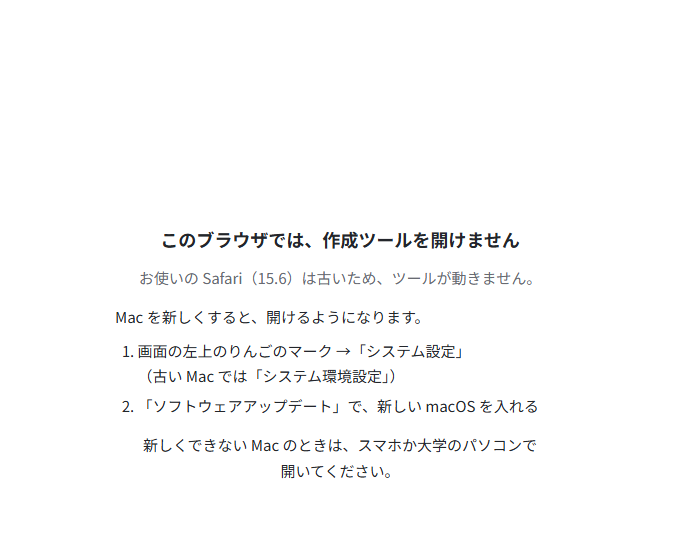 このブラウザでは、作成ツールを開けません
お使いの Safari（15.6）は古いため、ツールが動きません。
Mac を新しくすると、開けるようになります。
1. 画面の左上のりんごのマーク →「システム設定」
（古い Mac では「システム環境設定」）
2. 「ソフトウェアアップデート」で、新しい macOS を入れる
新しくできない Mac のときは、スマホか大学のパソコンで
開いてください。